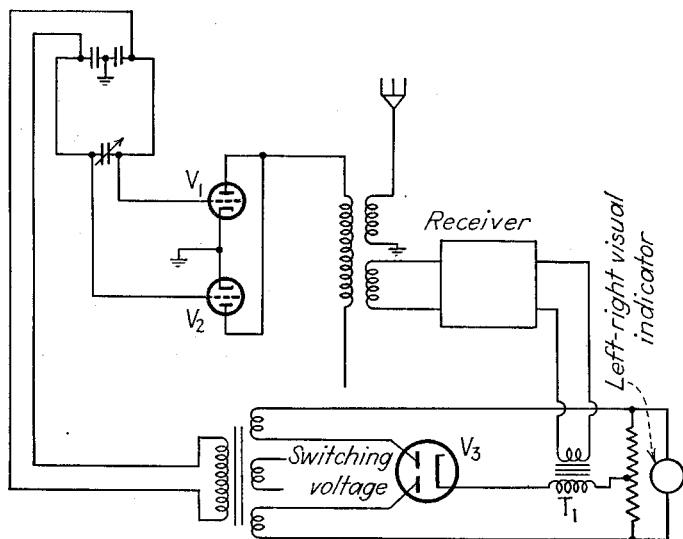 V1
V2
Receiver
Left-right visual
indicator
Switching
voltage
V3
T1